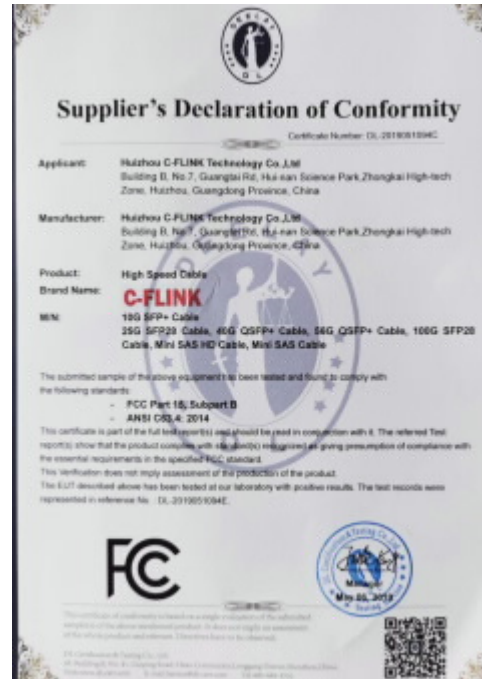 Supplier's Declaration of Conformity
Certificate Number: DL-2019051094C
Applicant: Huizhou C-FLINK Technology Co.,Ltd
Building B, No.7, Guangtai Rd, Hui-nan Science Park,Zhongkai High-tech
Zone, Huizhou, Guangdong Province, China
Manufacturer: Huizhou C-FLINK Technology Co.,Ltd
Building B, No.7, Guangtai Rd, Hui-nan Science Park,Zhongkai High-tech
Zone, Huizhou, Guangdong Province, China
Product: High Speed Cable
Brand Name: C-FLINK
M/N: 10G SFP+ Cable
25G SFP28 Cable, 40G QSFP+ Cable, 56G QSFP+ Cable, 100G SFP28
Cable, Mini SAS HD Cable, Mini SAS Cable
The submitted sample of the above equipment has been tested and found to comply with
the following standards:
- FCC Part 15, Subpart B
- ANSI C63.4: 2014
This certificate is part of the full test report(s) and should be read in conjunction with it. The referred Test
report(s) show that the product complies with standard(s) recognized as giving presumption of compliance with
the essential requirements in the specified FCC standard.
This Verification does not imply assessment of the production of the product.
The EUT described above has been tested at our laboratory with positive results. The test records were
represented in reference No. DL-2019051094E.
FC
Manager